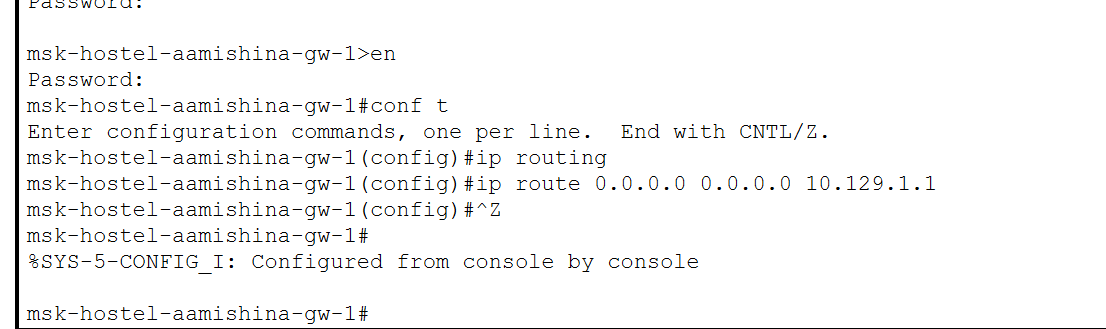 Password:
msk-hostel-aamishina-gw-1>en
Password:
msk-hostel-aamishina-gw-1#conf t
Enter configuration commands, one per line.  End with CNTL/Z.
msk-hostel-aamishina-gw-1(config)#ip routing
msk-hostel-aamishina-gw-1(config)#ip route 0.0.0.0 0.0.0.0 10.129.1.1
msk-hostel-aamishina-gw-1(config)#^Z
msk-hostel-aamishina-gw-1#
%SYS-5-CONFIG_I: Configured from console by console
msk-hostel-aamishina-gw-1#